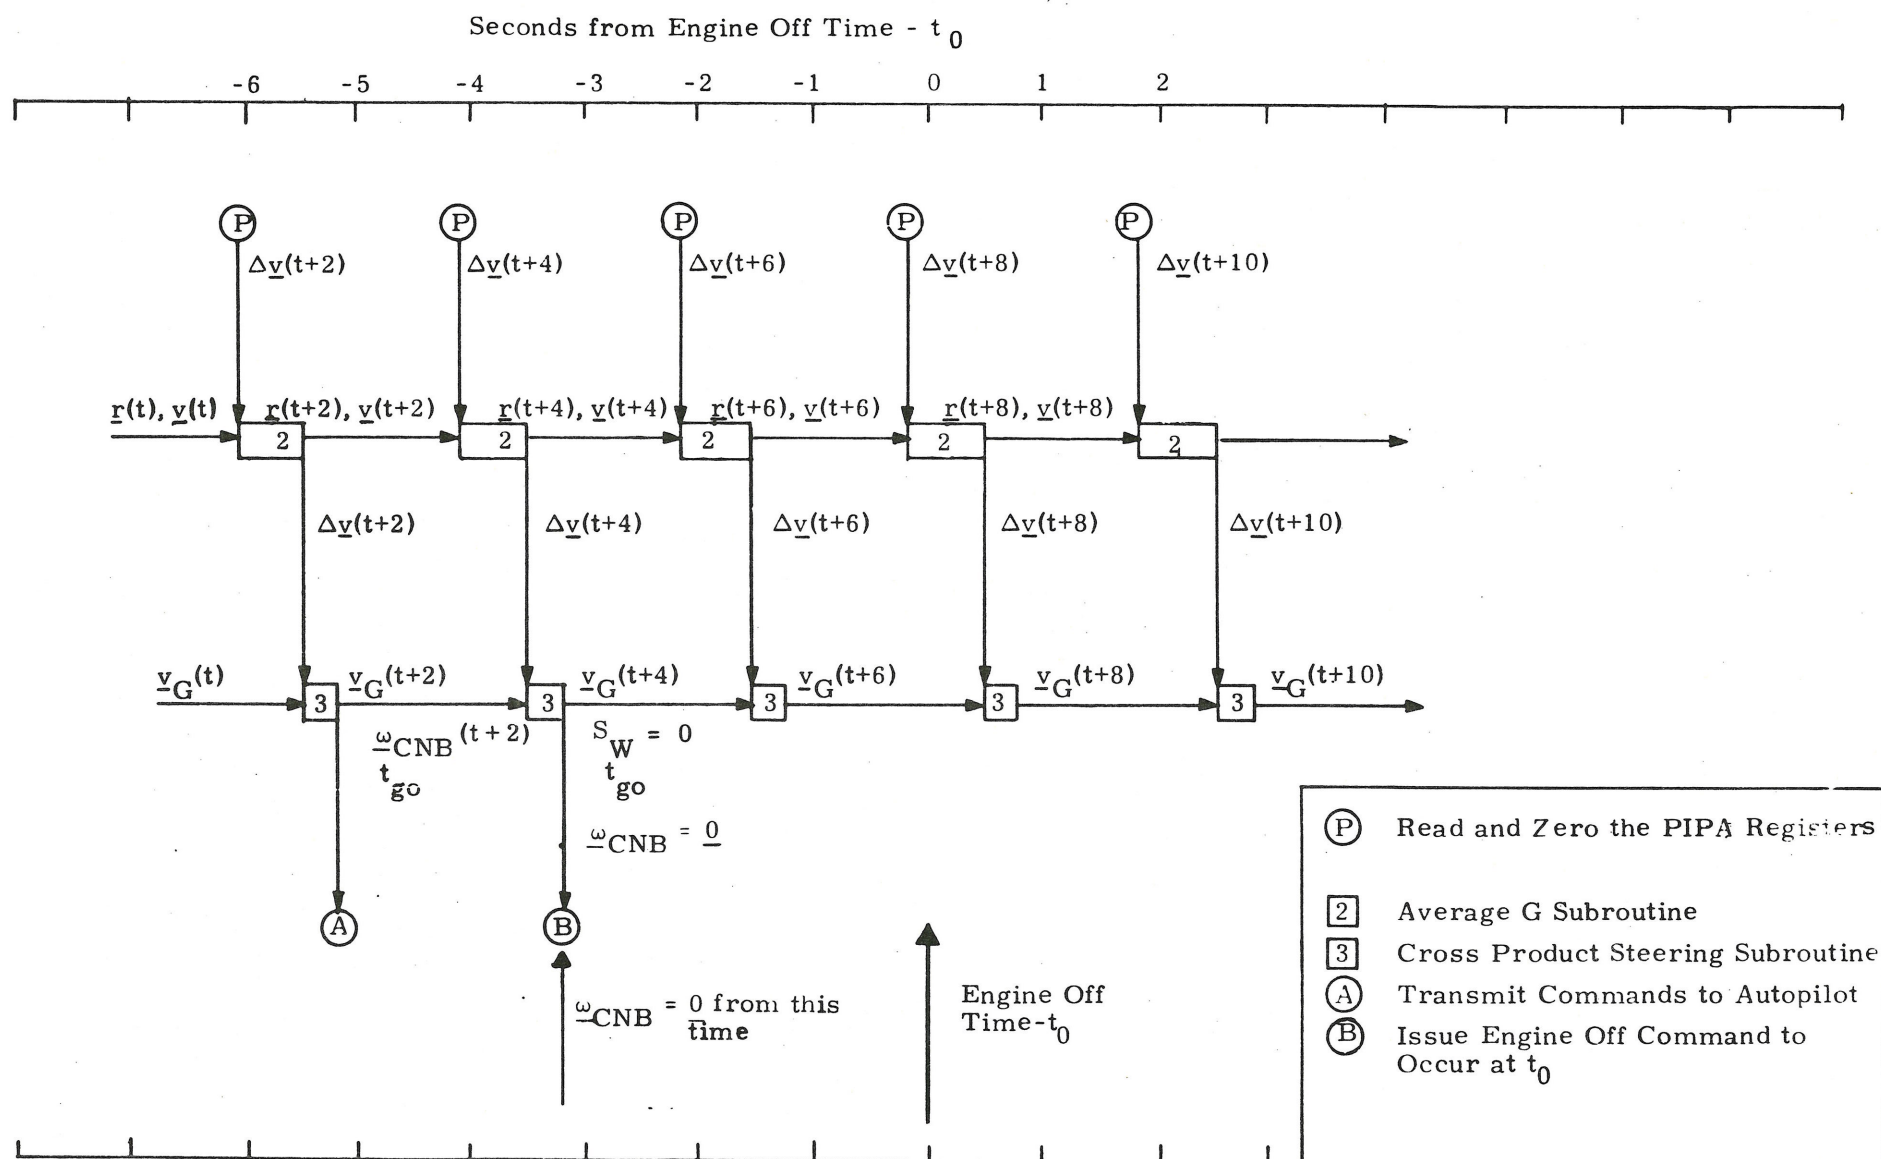 Seconds from Engine Off Time - t0
-6 -5 -4 -3 -2 -1 0 1 2
P P P P P
Δv(t+2) Δv(t+4) Δv(t+6) Δv(t+8) Δv(t+10)
r(t), v(t) r(t+2), v(t+2) r(t+4), v(t+4) r(t+6), v(t+6) r(t+8), v(t+8)
2 2 2 2 2
Δv(t+2) Δv(t+4) Δv(t+6) Δv(t+8) Δv(t+10)
vG(t) vG(t+2) vG(t+4) vG(t+6) vG(t+8) vG(t+10)
3 3 3 3 3
ωCNB(t+2) SW = 0
tgo tgo
ωCNB = 0
A B
ωCNB = 0 from this
time
Engine Off
Time-t0
P Read and Zero the PIPA Registers
2 Average G Subroutine
3 Cross Product Steering Subroutine
A Transmit Commands to Autopilot
B Issue Engine Off Command to
Occur at t0